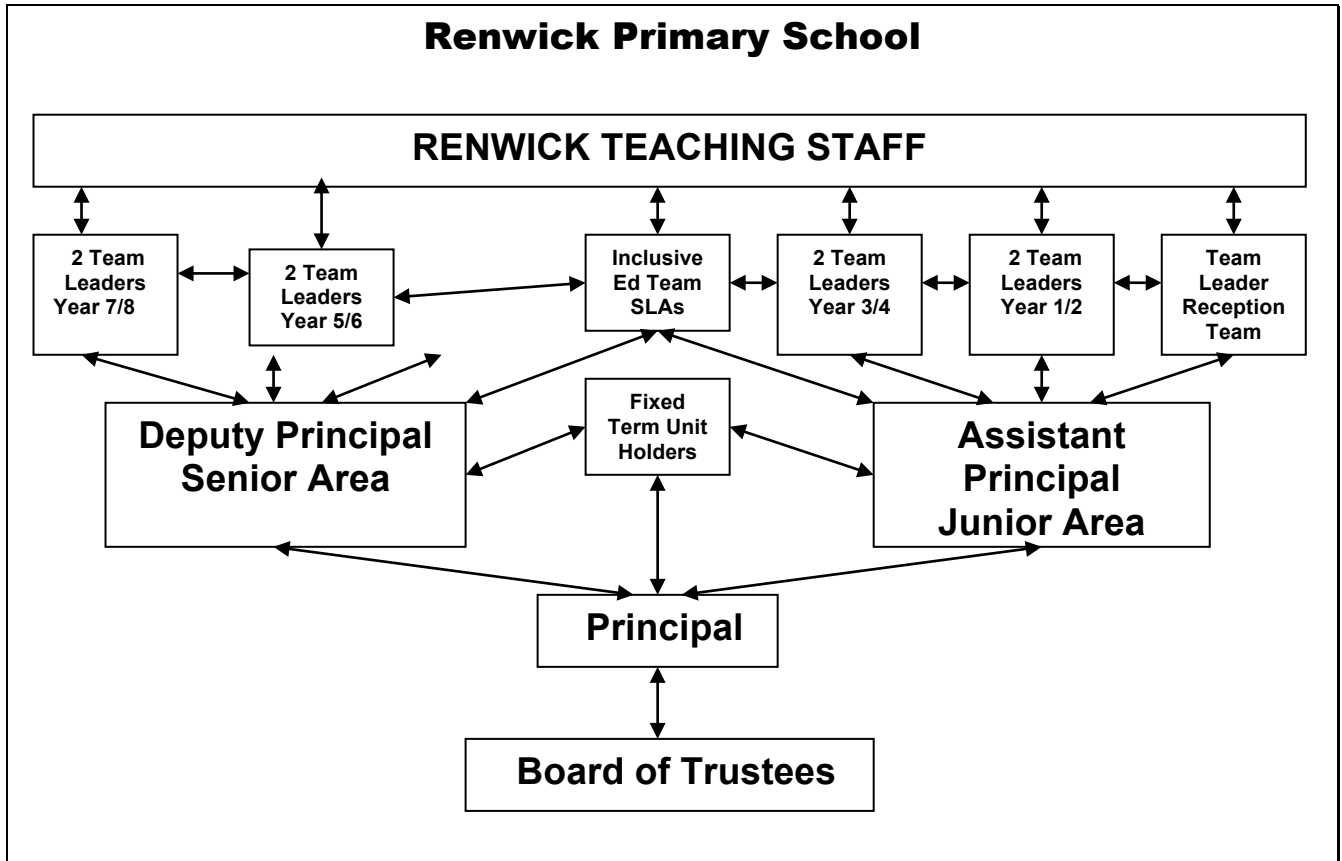 Renwick Primary School
RENWICK TEACHING STAFF
2 Team
Leaders
Year 7/8
2 Team
Leaders
Year 5/6
Inclusive
Ed Team
SLAs
2 Team
Leaders
Year 3/4
2 Team
Leaders
Year 1/2
Team
Leader
Reception
Team
Deputy Principal
Senior Area
Fixed
Term Unit
Holders
Assistant
Principal
Junior Area
Principal
Board of Trustees